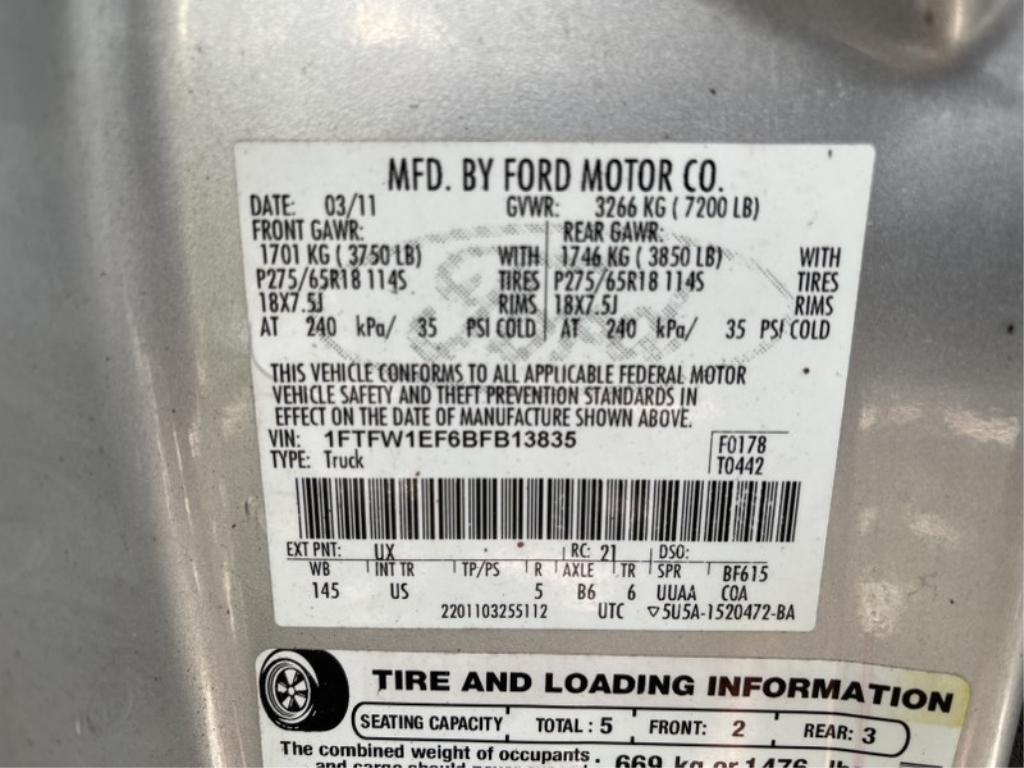 MFD. BY FORD MOTOR CO.
DATE: 03/11 GVWR: 3266 KG ( 7200 LB)
FRONT GAWR: REAR GAWR:
1701 KG ( 3750 LB) WITH 1746 KG ( 3850 LB) WITH
P275/65R18 114S TIRES P275/65R18 114S TIRES
18X7.5J RIMS 18X7.5J RIMS
AT 240 kPa/ 35 PSI COLD AT 240 kPa/ 35 PSI COLD
THIS VEHICLE CONFORMS TO ALL APPLICABLE FEDERAL MOTOR
VEHICLE SAFETY AND THEFT PREVENTION STANDARDS IN
EFFECT ON THE DATE OF MANUFACTURE SHOWN ABOVE.
VIN: 1FTFW1EF6BFB13835 F0178
TYPE: Truck T0442
EXT PNT: UX RC: 21 DSO:
WB INT TR TP/PS R AXLE TR SPR BF615
145 US 5 B6 6 UUAA COA
2201103255112 UTC ▽5U5A-1520472-BA
TIRE AND LOADING INFORMATION
SEATING CAPACITY TOTAL : 5 FRONT: 2 REAR: 3
The combined weight of occupants
and cargo should never 669 kg or 1476